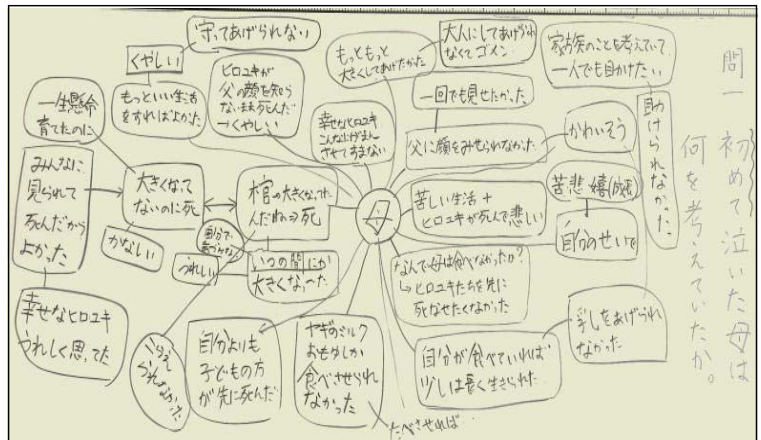 問一 初めて泣いた母は
何を考えていたか。
母
守ってあげられない
くやしい
もっといい生活
をすればよかった
ヒロユキが
父の顔を知ら
ないまま死んだ
→くやしい
もっともっと
大きくしてあげたかった
大人にしてあげられ
なくてゴメン
家族のことを考えていて
一人でも助けたい
助けられなかった
一回でも見せたかった
父に顔をみせられなかった
かわいそう
幸せなヒロユキ
こんな
させてすまない
一生懸命
育てたのに
みんなに
見られて
死んだから
よかった
大きくなって
ないのに死
かなしい
棺の大きくなってた
んだね⇒死
自分で
うれしい
いつの間にか
大きくなった
苦しい生活+
ヒロユキが死んで悲しい
苦悲
自分のせいで
なんで母は食べなかったか?
↳ヒロユキたちを先に
死なせたくなかった
幸せなヒロユキ
うれしく思ってた
自分よりも
子どもの方
が先に死んだ
ヤギのミルク
おもゆしか
食べさせられ
なかった
たべさせれば
自分が食べていれば
少しは長く生きられた
乳をあげられ
なかった